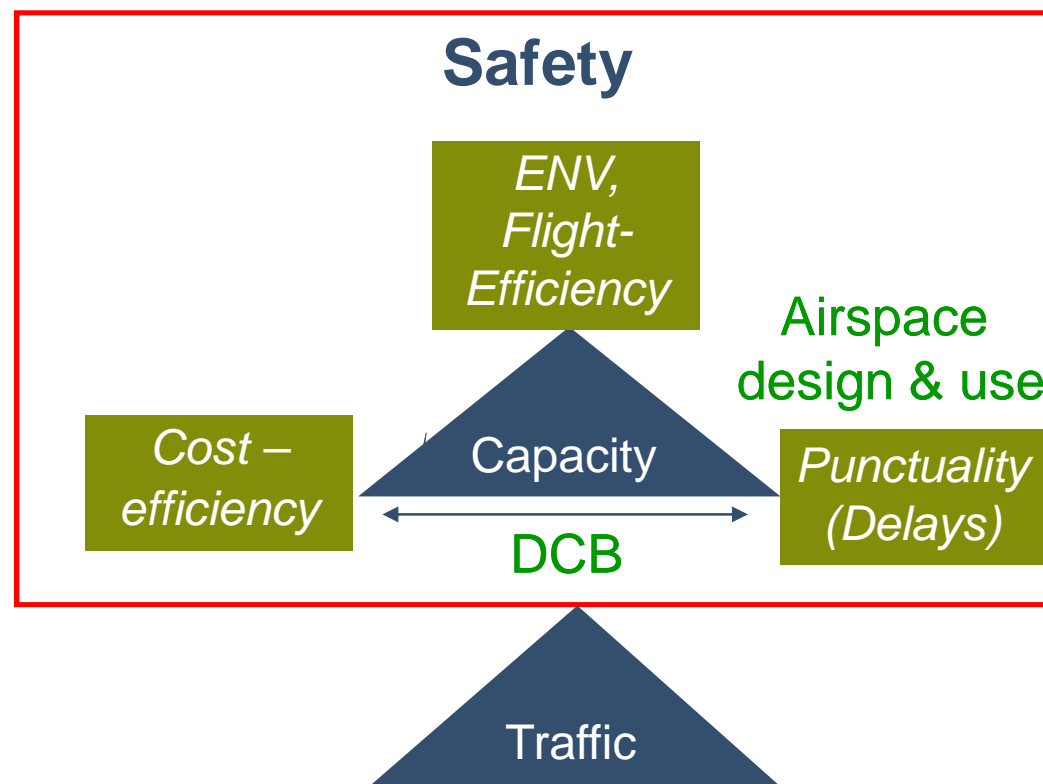 Safety
ENV,
Flight-
Efficiency
Airspace
design & use
Cost –
efficiency
Capacity
Punctuality
(Delays)
DCB
Traffic